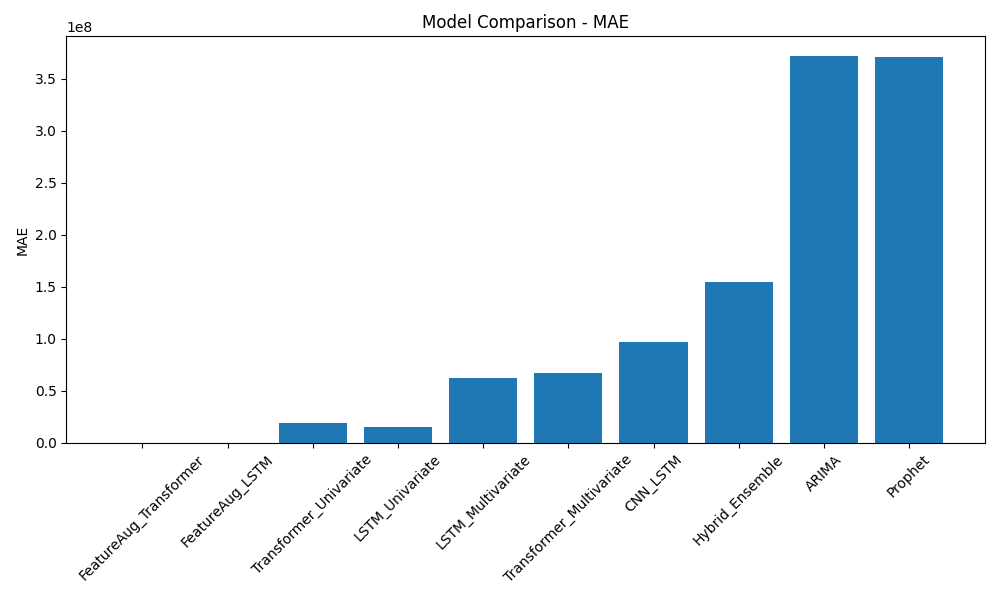 Model Comparison - MAE
1e8
MAE
3.5
3.0
2.5
2.0
1.5
1.0
0.5
0.0
FeatureAug_Transformer
FeatureAug_LSTM
Transformer_Univariate
LSTM_Univariate
LSTM_Multivariate
Transformer_Multivariate
CNN_LSTM
Hybrid_Ensemble
ARIMA
Prophet